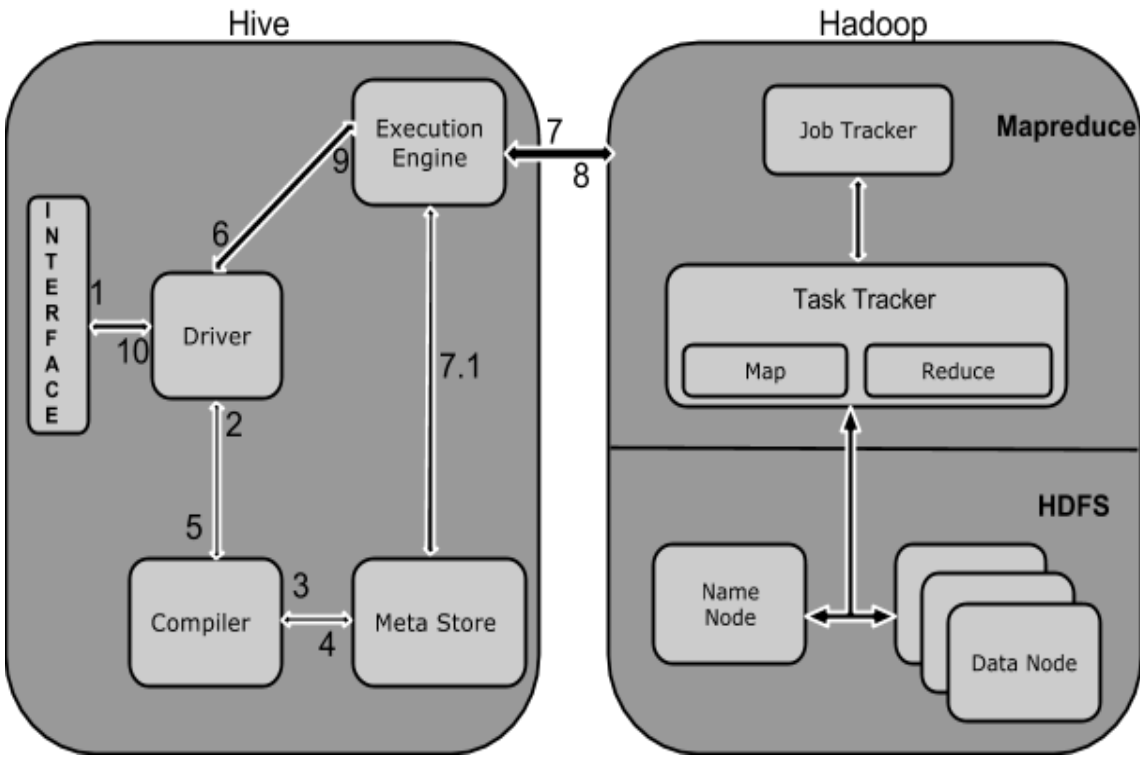 Hive
Hadoop
Execution
Engine
7
8
Job Tracker
Mapreduce
9
6
INTERFACE
1
10
Driver
7.1
Task Tracker
Map
Reduce
2
5
HDFS
Compiler
3
4
Meta Store
Name
Node
Data Node